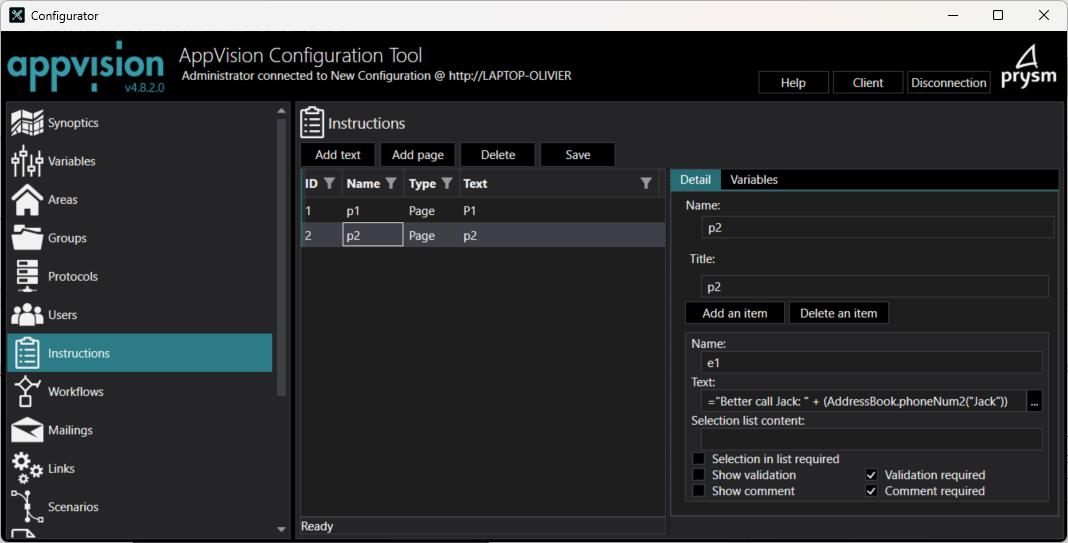 Configurator
appvision
v4.8.2.0
AppVision Configuration Tool
Administrator connected to New Configuration @ http://LAPTOP-OLIVIER
Help Client Disconnection
prysm
Synoptics
Variables
Areas
Groups
Protocols
Users
Instructions
Workflows
Mailings
Links
Scenarios
Instructions
Add text Add page Delete Save
ID Name Type Text
1 p1 Page P1
2 p2 Page p2
Ready
Detail Variables
Name:
p2
Title:
p2
Add an item Delete an item
Name:
e1
Text:
="Better call Jack: " + (AddressBook.phoneNum2("Jack")) ...
Selection list content:
Selection in list required
Show validation Validation required
Show comment Comment required